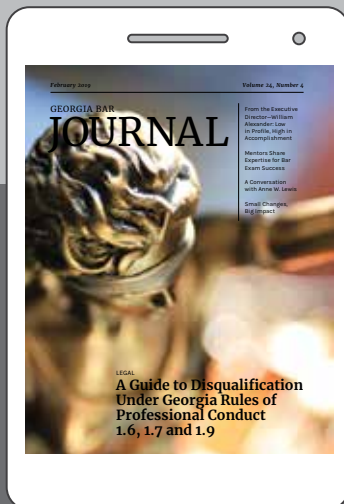 February 2019
Volume 24, Number 4
GEORGIA BAR
JOURNAL
From the Executive
Director—William
Alexander: Low
in Profile, High in
Accomplishment
Mentors Share
Expertise for Bar
Exam Success
A Conversation
with Anne W. Lewis
Small Changes,
Big Impact
LEGAL
A Guide to Disqualification
Under Georgia Rules of
Professional Conduct
1.6, 1.7 and 1.9